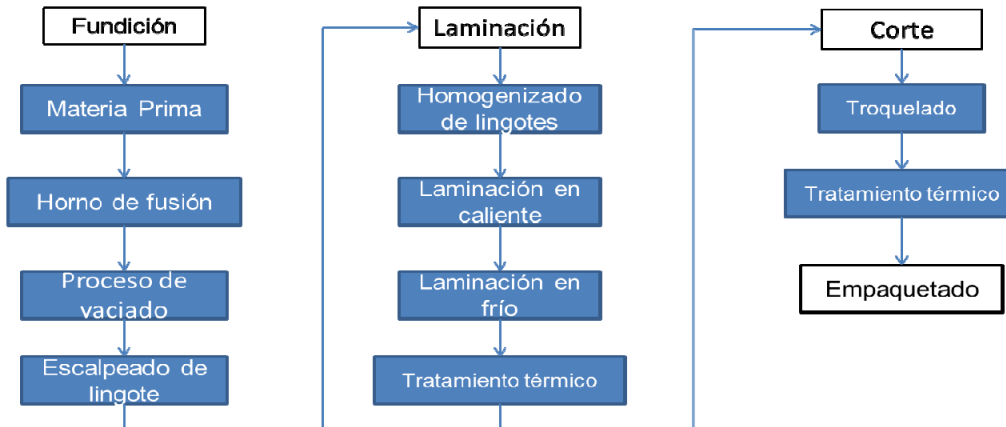 Fundición
Materia Prima
Horno de fusión
Proceso de
vaciado
Escalpeado de
lingote
Laminación
Homogenizado
de lingotes
Laminación en
caliente
Laminación en
frío
Tratamiento térmico
Corte
Troquelado
Tratamiento térmico
Empaquetado